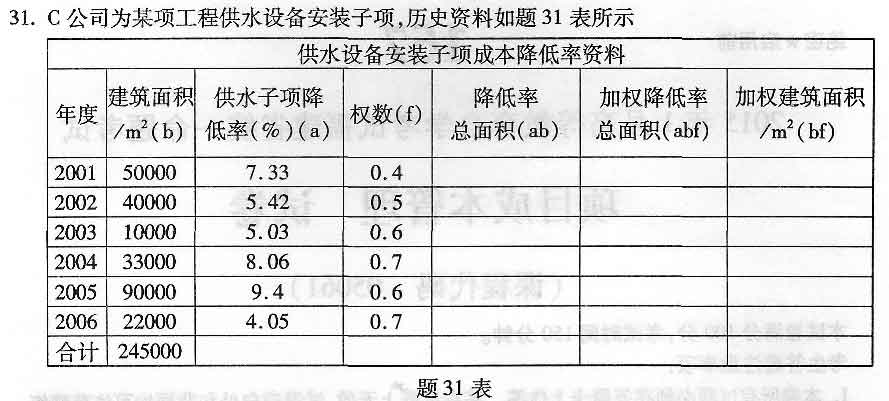 31. C公司为某项工程供水设备安装子项,历史资料如题31表所示
供水设备安装子项成本降低率资料
年度 建筑面积/m²(b) 供水子项降低率(%)(a) 权数(f) 降低率总面积(ab) 加权降低率总面积(abf) 加权建筑面积/m²(bf)
2001 50000 7.33 0.4
2002 40000 5.42 0.5
2003 10000 5.03 0.6
2004 33000 8.06 0.7
2005 90000 9.4 0.6
2006 22000 4.05 0.7
合计 245000
题31表